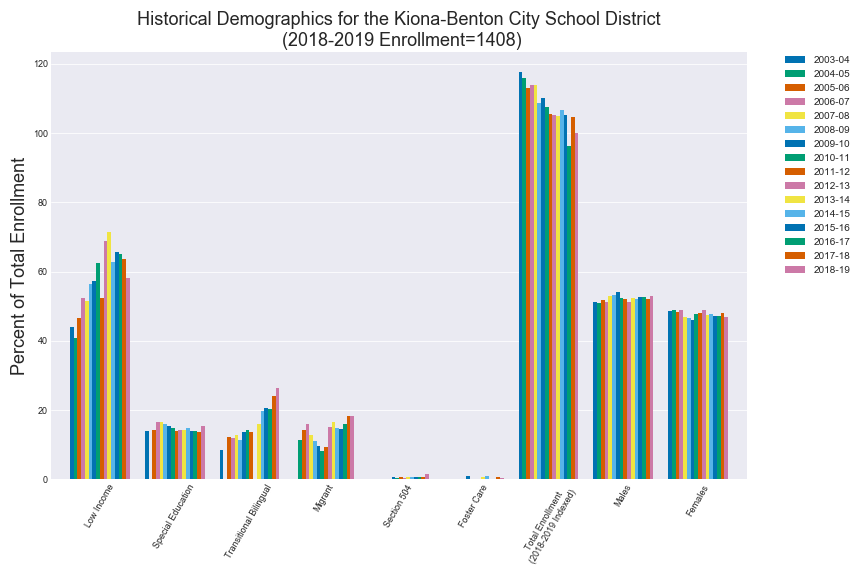 Historical Demographics for the Kiona-Benton City School District
(2018-2019 Enrollment=1408)
Percent of Total Enrollment
120
100
80
60
40
20
0
Low Income
Special Education
Transitional Bilingual
Migrant
Section 504
Foster Care
Total Enrollment
(2018-2019 Indexed)
Males
Females
2003-04
2004-05
2005-06
2006-07
2007-08
2008-09
2009-10
2010-11
2011-12
2012-13
2013-14
2014-15
2015-16
2016-17
2017-18
2018-19